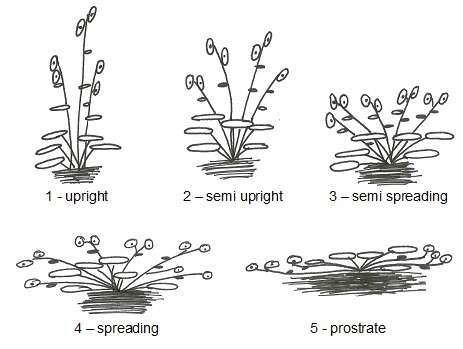 1 - upright
2 – semi upright
3 – semi spreading
4 – spreading
5 - prostrate